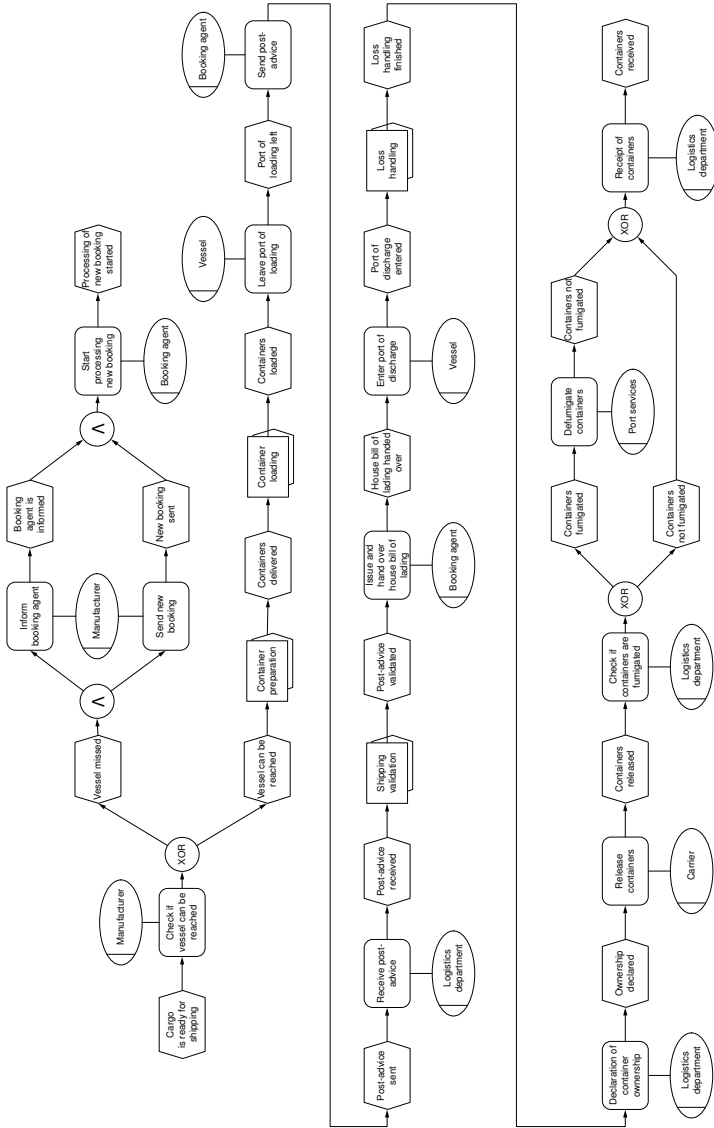 Cargo
is ready for
shipping
Manufacturer
Check if
vessel can be
reached
XOR
Vessel missed
V
Inform
booking agent
Manufacturer
Send new
booking
Booking
agent is
informed
New booking
sent
V
Start
processing
new booking
Booking agent
Processing of
new booking
started
Vessel can be
reached
Container
preparation
Containers
delivered
Container
loading
Containers
loaded
Leave port of
loading
Vessel
Port of
loading left
Send post-
advice
Booking agent
Post-advice
sent
Receive post-
advice
Logistics
department
Post-advice
received
Shipping
validation
Post-advice
validated
Issue and
hand over
house bill of
lading
Booking agent
House bill of
lading handed
over
Enter port of
discharge
Vessel
Port of
discharge
entered
Loss
handling
Loss
handling
finished
Declaration of
container
ownership
Logistics
department
Ownership
declared
Release
containers
Carrier
Containers
released
Check if
containers are
fumigated
Logistics
department
XOR
Containers
fumigated
Defumigate
containers
Port services
Containers not
fumigated
Containers
not fumigated
XOR
Receipt of
containers
Logistics
department
Containers
received